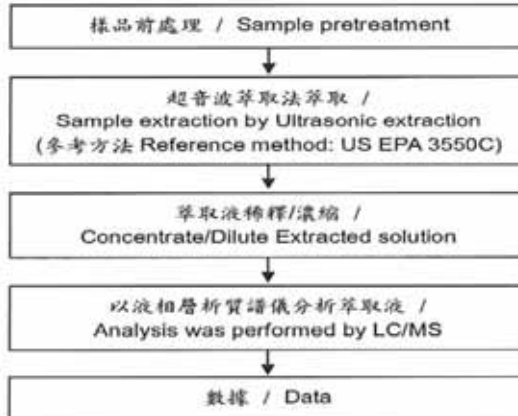 樣品前處理 / Sample pretreatment
超音波萃取法萃取 /
Sample extraction by Ultrasonic extraction
(參考方法 Reference method: US EPA 3550C)
萃取液稀釋/濃縮 /
Concentrate/Dilute Extracted solution
以液相層析質譜儀分析萃取液 /
Analysis was performed by LC/MS
數據 / Data